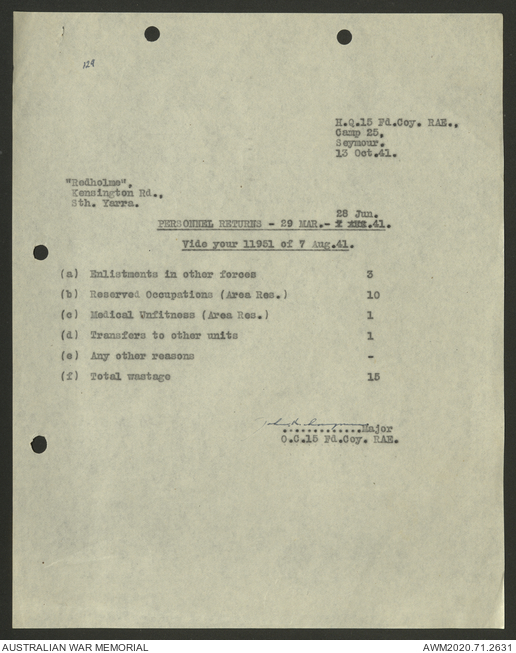 129
H.Q.15 Fd.Coy. RAE.,
Camp 25,
Seymour.
13 Oct.41.
"Redholme",
Kensington Rd.,
Sth. Yarra.
28 Jun.
PERSONNEL RETURNS - 29 MAR.- .41.
Vide your 11951 of 7 Aug.41.
(a) Enlistments in other forces 3
(b) Reserved Occupations (Area Res.) 10
(c) Medical Unfitness (Area Res.) 1
(d) Transfers to other units 1
(e) Any other reasons -
(f) Total wastage 15
.............Major
O.C.15 Fd.Coy. RAE.
AUSTRALIAN WAR MEMORIAL
AWM2020.71.2631